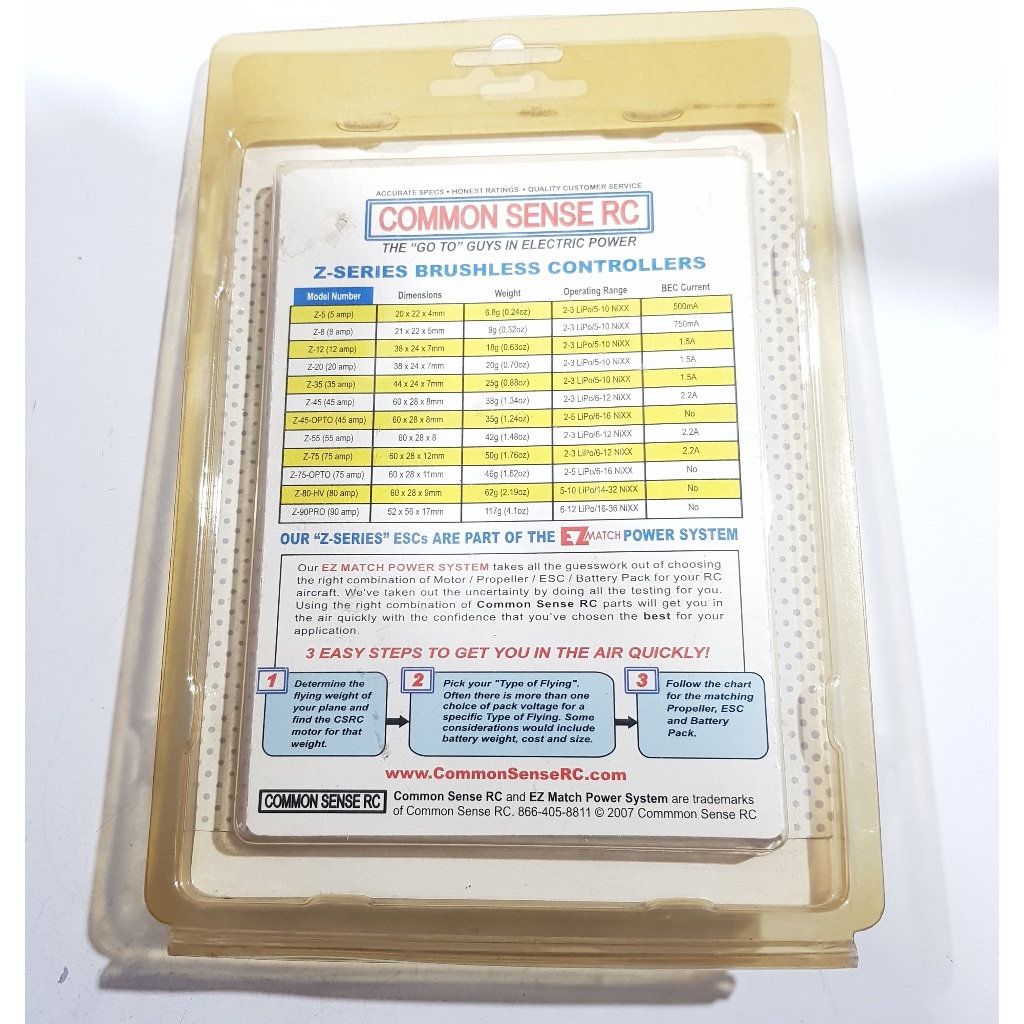 ACCURATE SPECS • HONEST RATINGS • QUALITY CUSTOMER SERVICE
COMMON SENSE RC
THE "GO TO" GUYS IN ELECTRIC POWER
Z-SERIES BRUSHLESS CONTROLLERS
Model Number Dimensions Weight Operating Range BEC Current
Z-5 (5 amp) 20 x 22 x 4mm 6.8g (0.24oz) 2-3 LiPo/5-10 NiXX 500mA
Z-8 (8 amp) 21 x 22 x 5mm 9g (0.32oz) 2-3 LiPo/5-10 NiXX 750mA
Z-12 (12 amp) 38 x 24 x 7mm 18g (0.63oz) 2-3 LiPo/5-10 NiXX 1.5A
Z-20 (20 amp) 38 x 24 x 7mm 20g (0.70oz) 2-3 LiPo/5-10 NiXX 1.5A
Z-35 (35 amp) 44 x 24 x 7mm 25g (0.88oz) 2-3 LiPo/5-10 NiXX 1.5A
Z-45 (45 amp) 60 x 28 x 8mm 38g (1.34oz) 2-3 LiPo/6-12 NiXX 2.2A
Z-45-OPTO (45 amp) 60 x 28 x 8mm 35g (1.24oz) 2-5 LiPo/6-16 NiXX No
Z-55 (55 amp) 60 x 28 x 8 42g (1.48oz) 2-3 LiPo/6-12 NiXX 2.2A
Z-75 (75 amp) 60 x 28 x 12mm 50g (1.76oz) 2-3 LiPo/6-12 NiXX 2.2A
Z-75-OPTO (75 amp) 60 x 28 x 11mm 46g (1.62oz) 2-5 LiPo/6-16 NiXX No
Z-80-HV (80 amp) 60 x 28 x 9mm 62g (2.19oz) 5-10 LiPo/14-32 NiXX No
Z-90PRO (90 amp) 52 x 56 x 17mm 117g (4.1oz) 6-12 LiPo/16-36 NiXX No
OUR "Z-SERIES" ESCs ARE PART OF THE EZ MATCH POWER SYSTEM
Our EZ MATCH POWER SYSTEM takes all the guesswork out of choosing
the right combination of Motor / Propeller / ESC / Battery Pack for your RC
aircraft. We've taken out the uncertainty by doing all the testing for you.
Using the right combination of Common Sense RC parts will get you in
the air quickly with the confidence that you've chosen the best for your
application.
3 EASY STEPS TO GET YOU IN THE AIR QUICKLY!
1
Determine the
flying weight of
your plane and
find the CSRC
motor for that
weight.
2
Pick your "Type of Flying".
Often there is more than one
choice of pack voltage for a
specific Type of Flying. Some
considerations would include
battery weight, cost and size.
3
Follow the chart
for the matching
Propeller, ESC
and Battery
Pack.
www.CommonSenseRC.com
COMMON SENSE RC
Common Sense RC and EZ Match Power System are trademarks
of Common Sense RC. 866-405-8811 © 2007 Commmon Sense RC